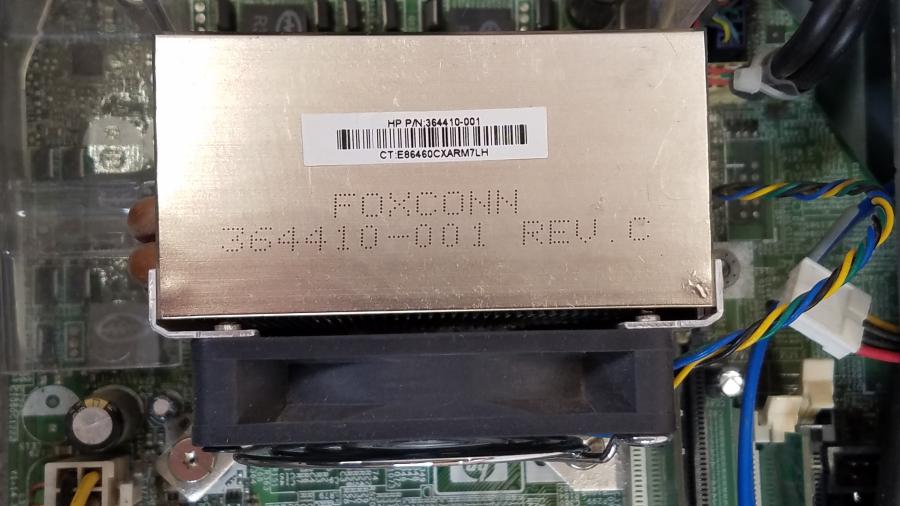 HP P/N:364410-001
CT:E86460CXARM7LH
FOXCONN
364410-001 REV.C